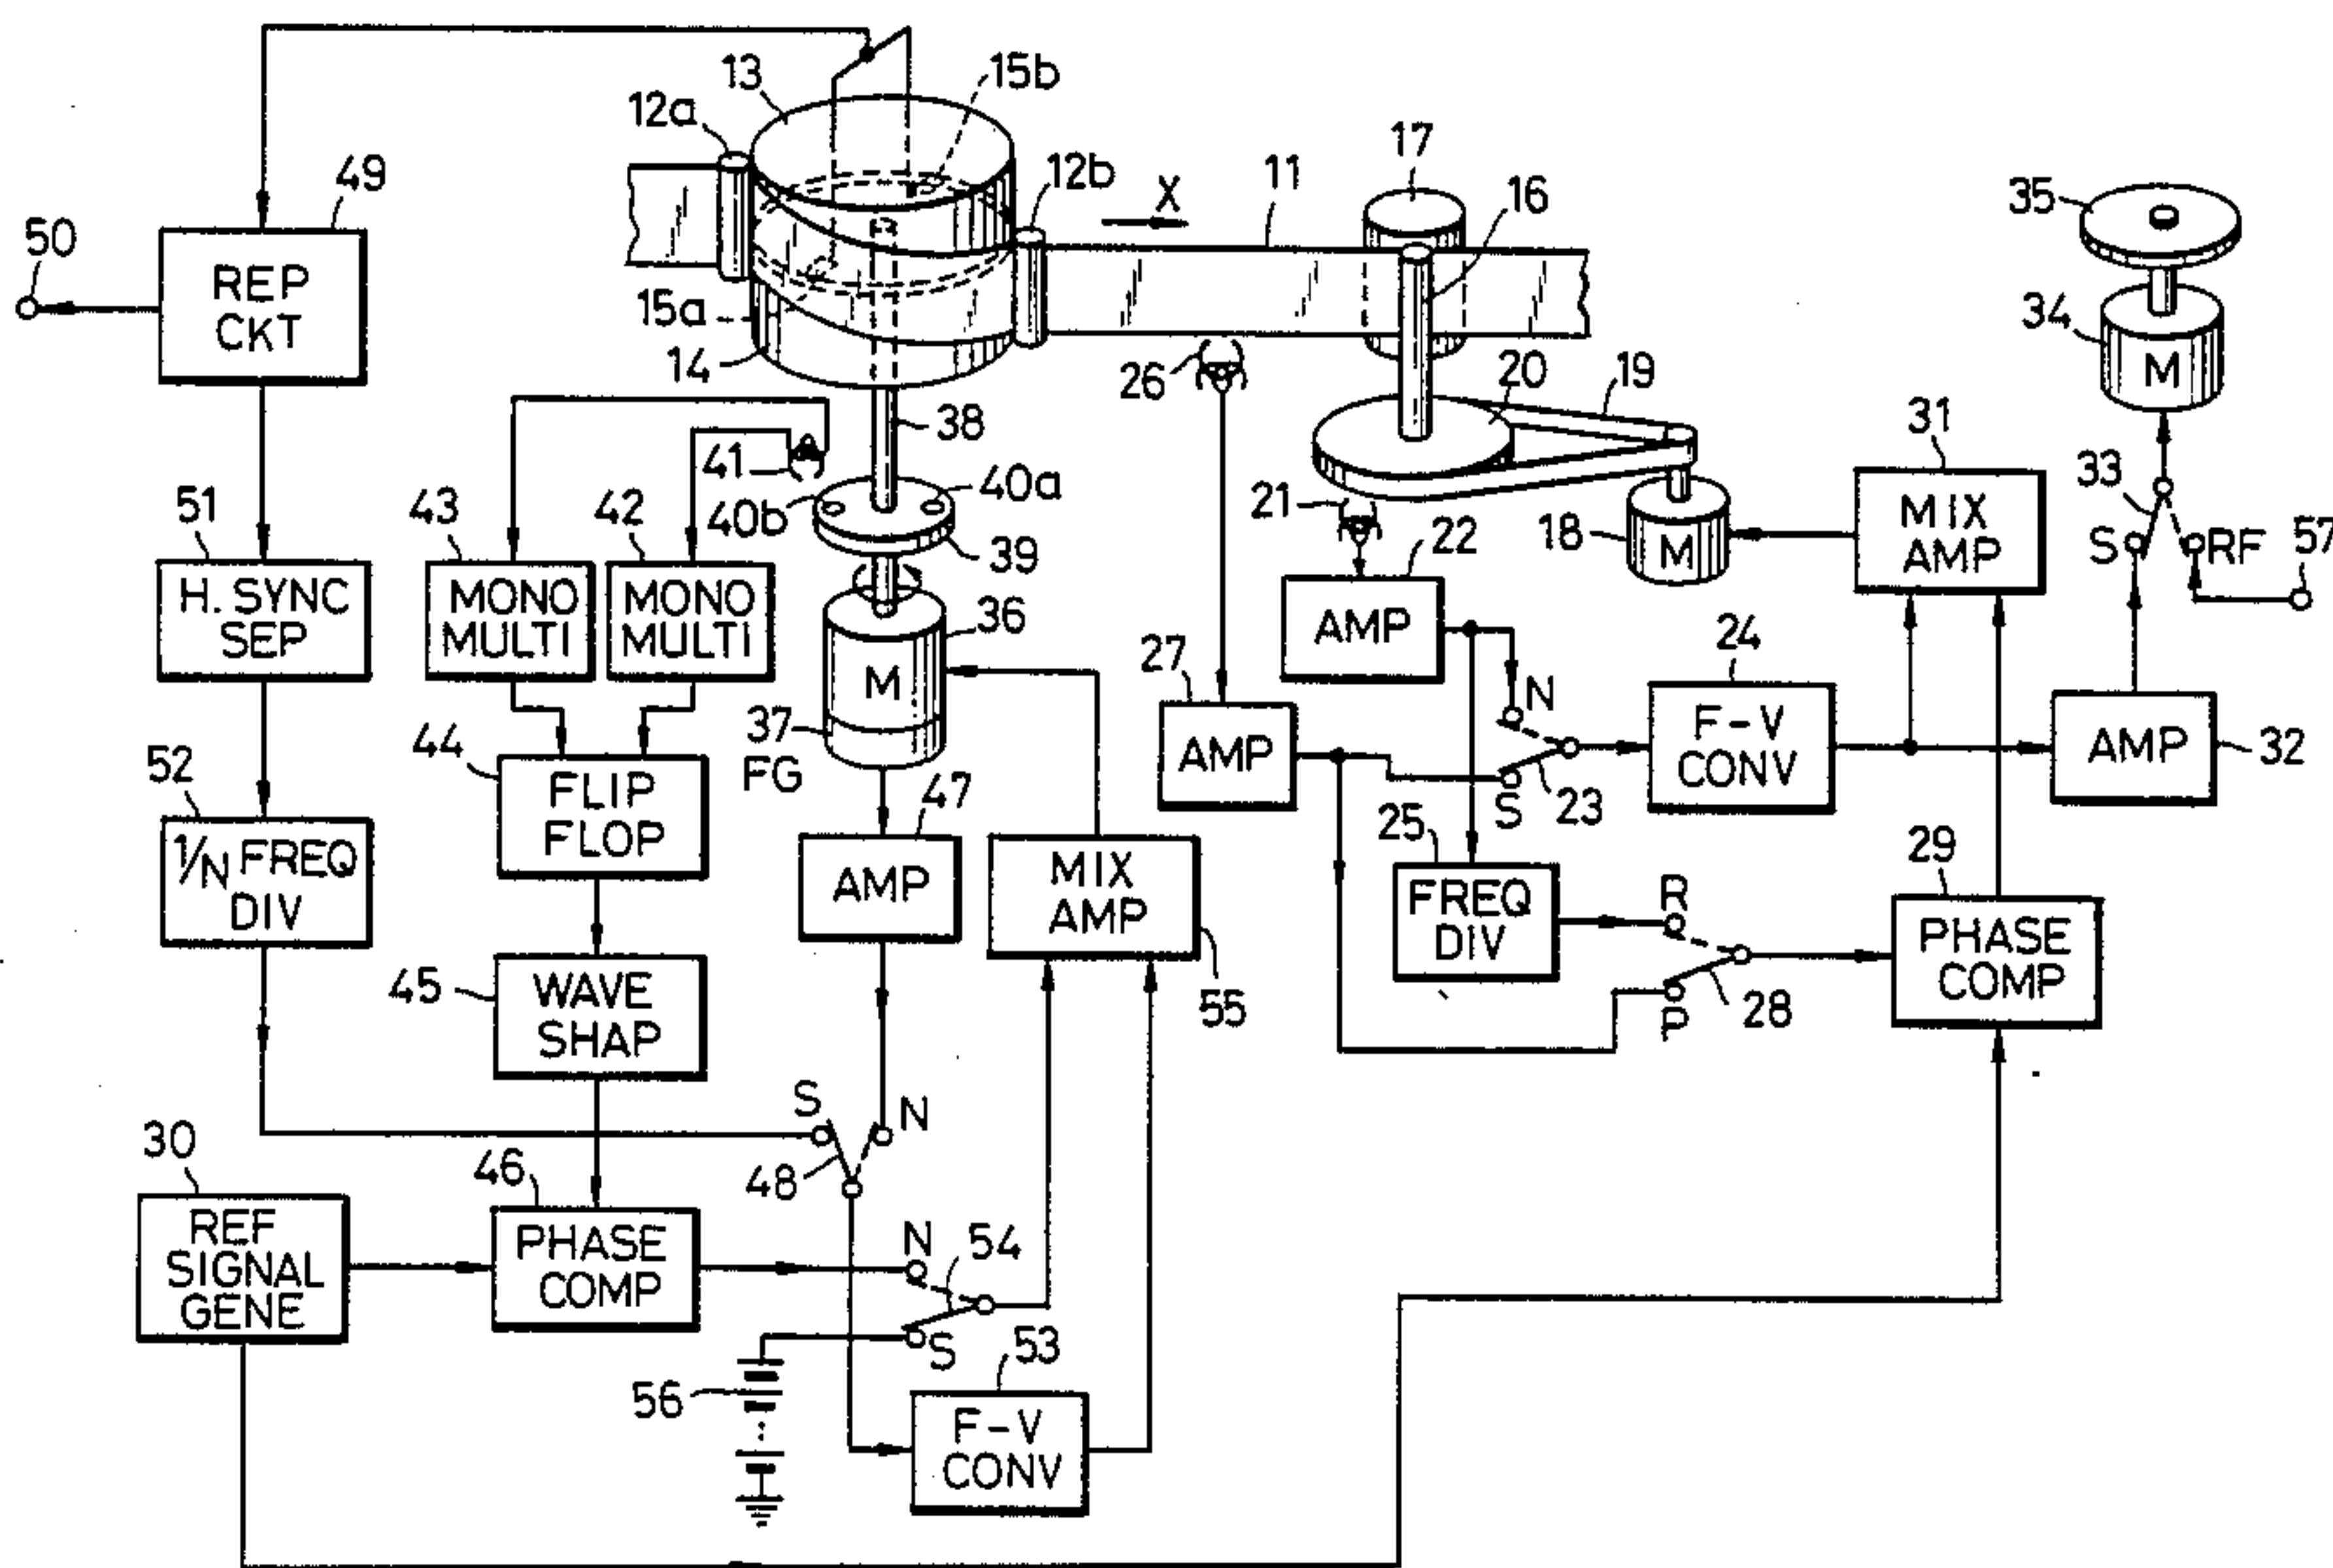 13
15b
12a
17
12b
X
11
16
49
35
50
REP
CKT
15a
34
M
14
26
20
19
38
31
41
33
40a
51
43
42
40b
21
22
18
MIX
AMP
S
RF
57
39
M
H. SYNC
SEP
MONO
MULTI
MONO
MULTI
36
AMP
24
27
N
M
F-V
CONV
52
44
37
FG
AMP
AMP
32
FLIP
FLOP
47
S
23
25
29
1/N FREQ
DIV
AMP
MIX
AMP
FREQ
DIV
R
PHASE
COMP
45
WAVE
SHAP
55
P
28
S
N
30
46
48
REF
SIGNAL
GENE
PHASE
COMP
N
54
S
53
56
F-V
CONV